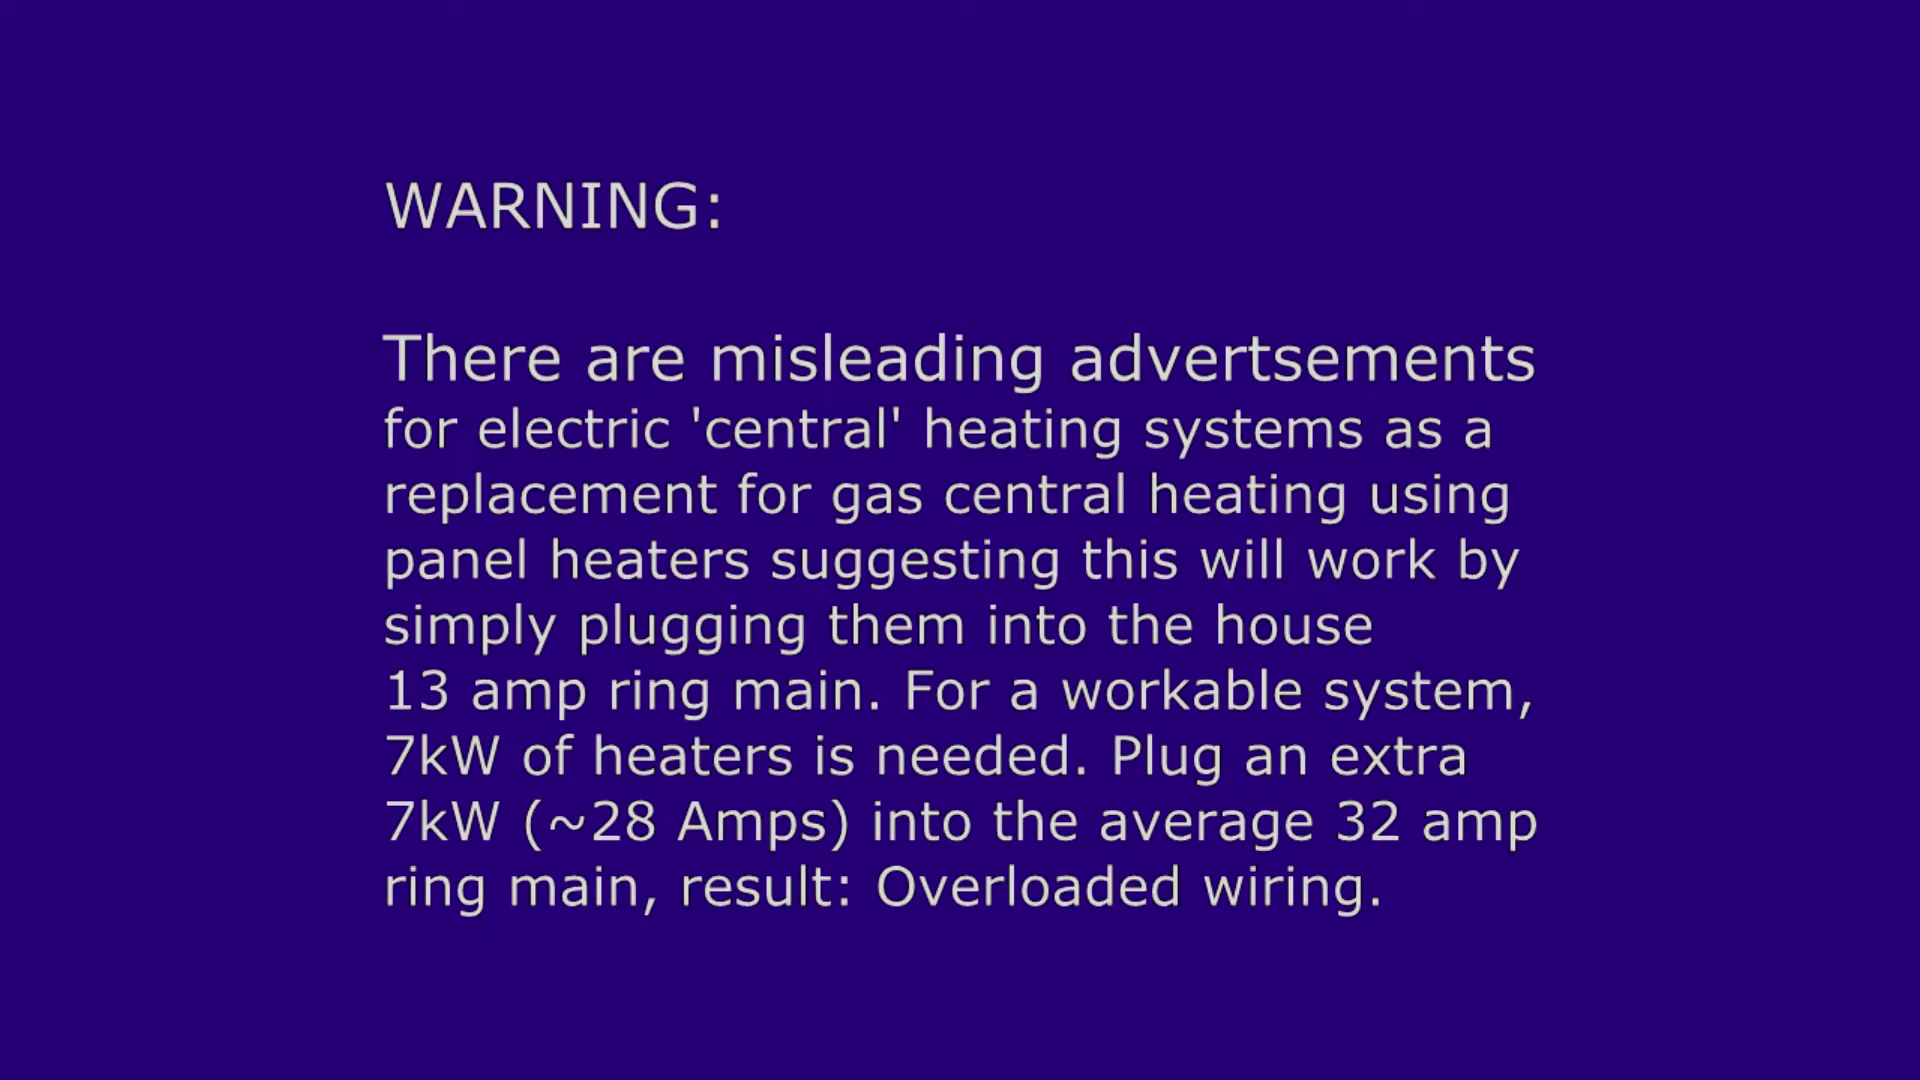 WARNING:
There are misleading advertsements
for electric 'central' heating systems as a
replacement for gas central heating using
panel heaters suggesting this will work by
simply plugging them into the house
13 amp ring main. For a workable system,
7kW of heaters is needed. Plug an extra
7kW (~28 Amps) into the average 32 amp
ring main, result: Overloaded wiring.